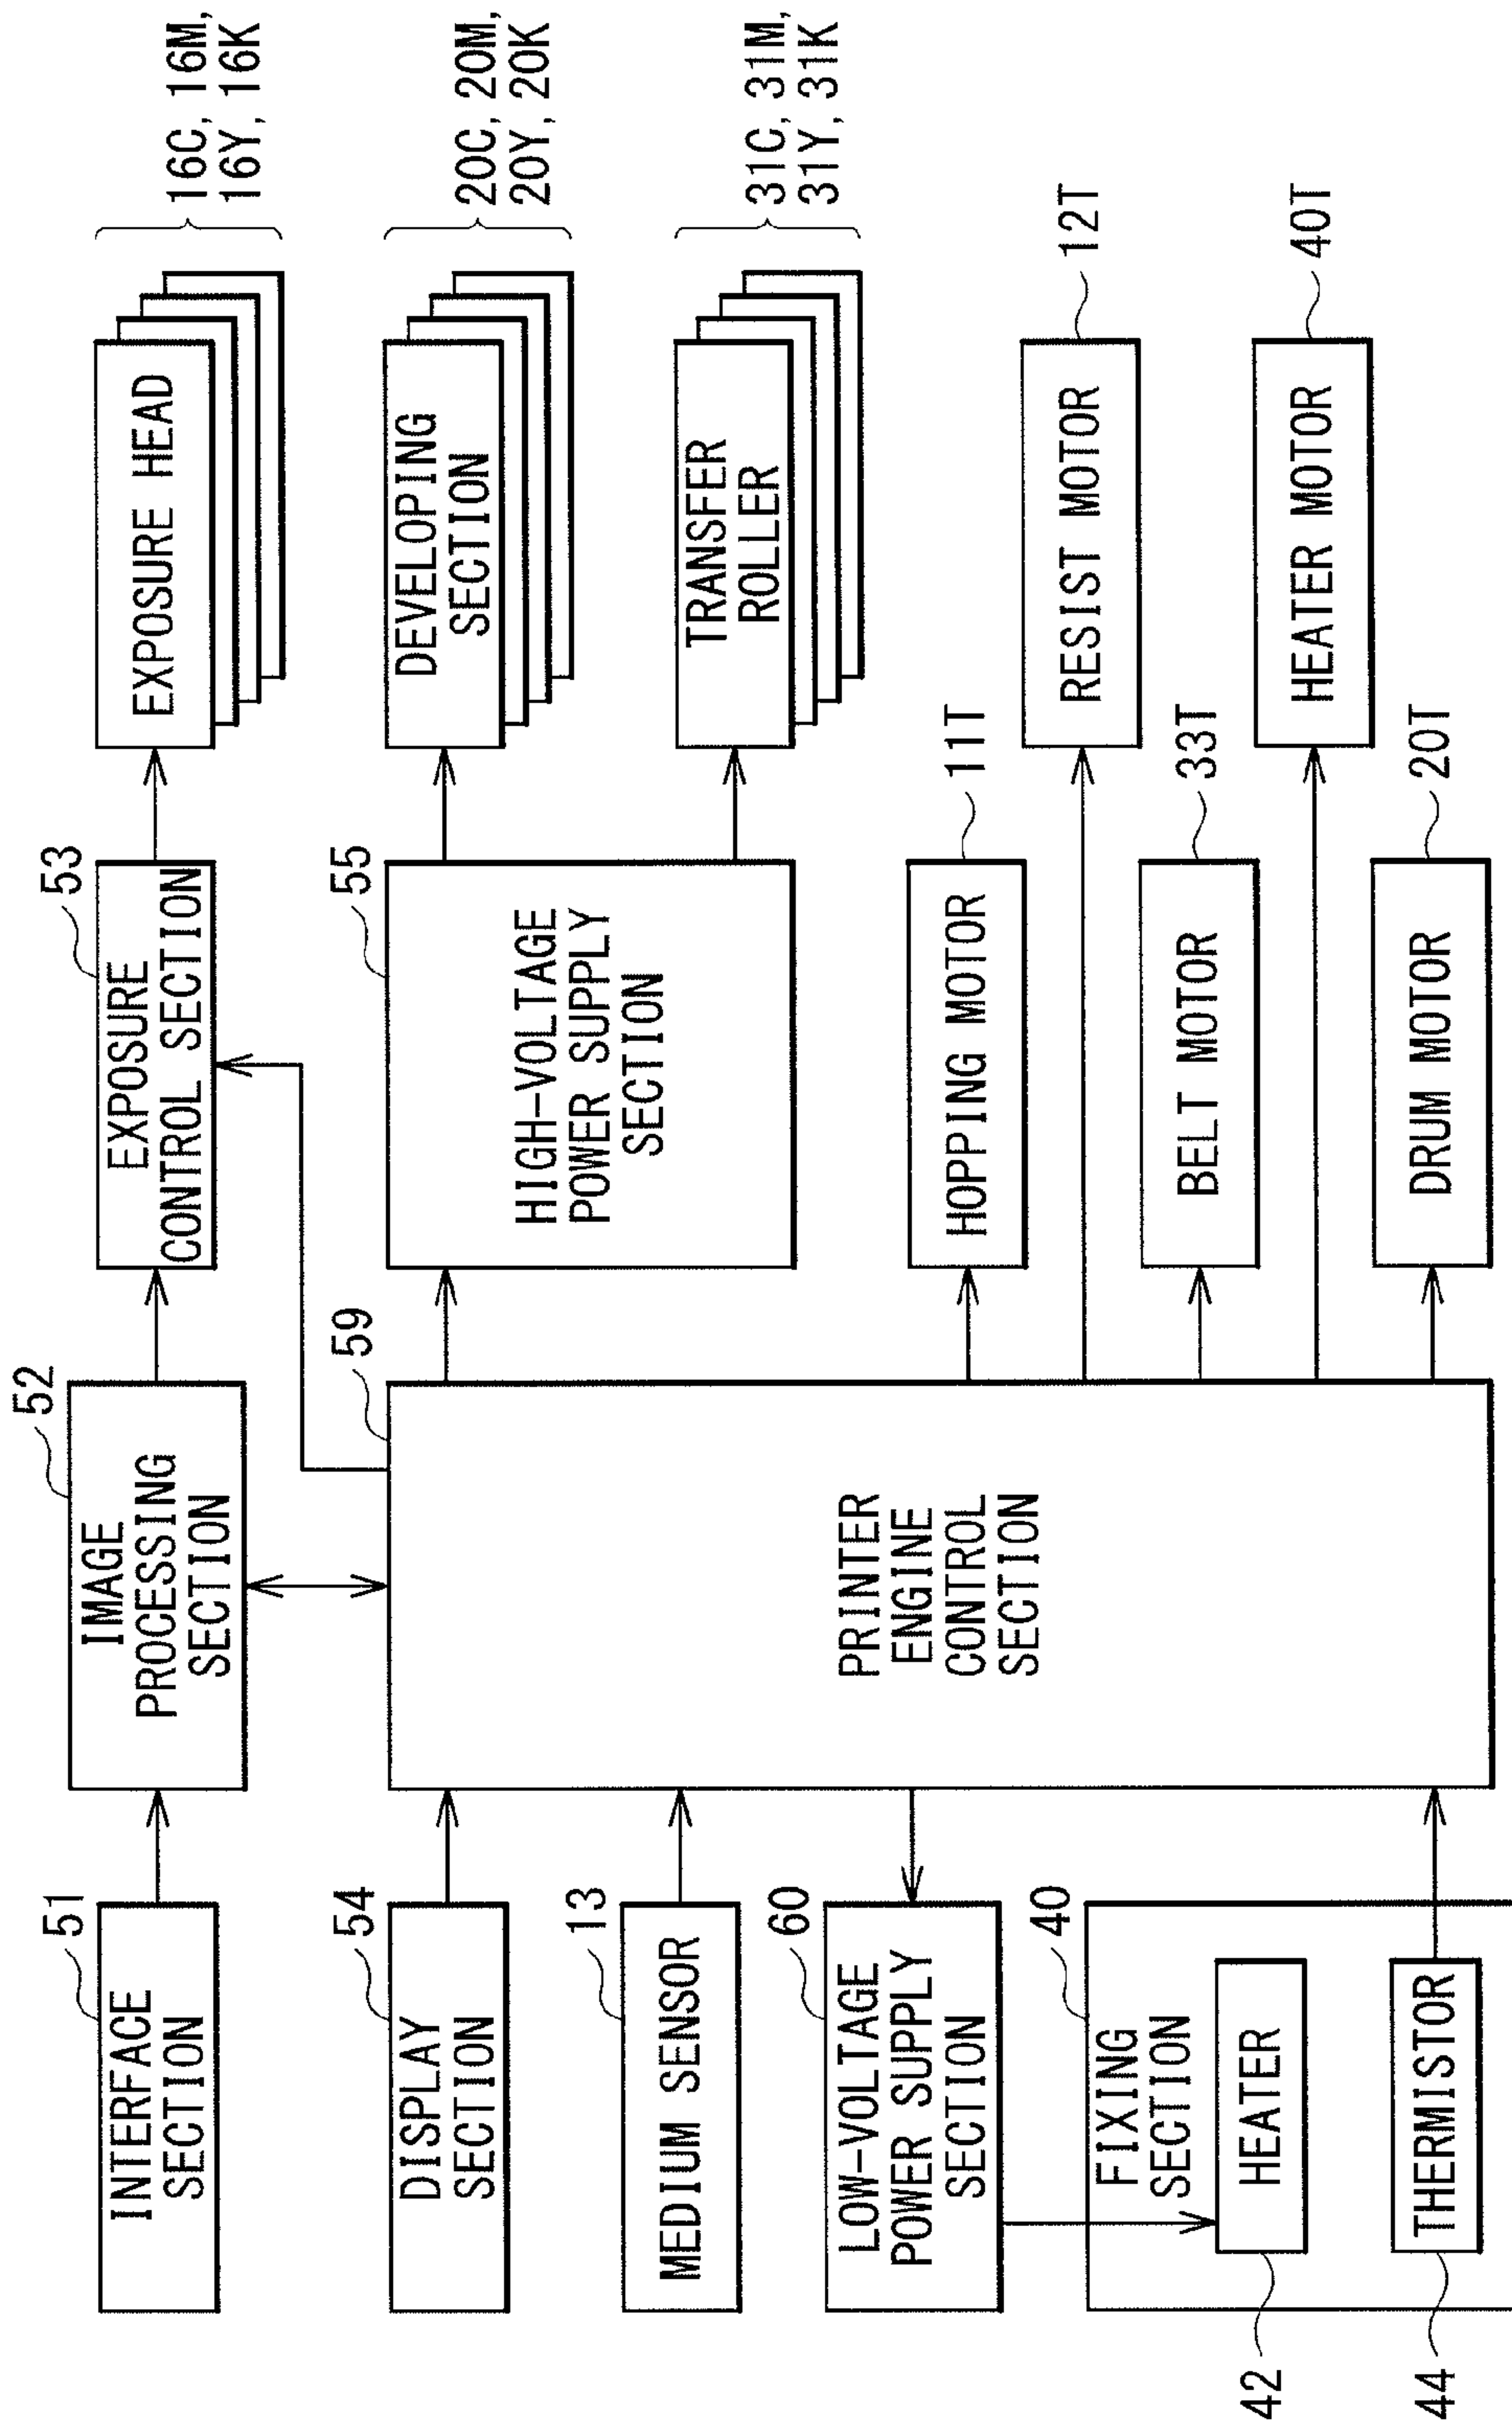 51
INTERFACE
SECTION
52
IMAGE
PROCESSING
SECTION
53
EXPOSURE
CONTROL SECTION
EXPOSURE HEAD
16C, 16M,
16Y, 16K
54
DISPLAY
SECTION
59
PRINTER
ENGINE
CONTROL
SECTION
55
HIGH-VOLTAGE
POWER SUPPLY
SECTION
DEVELOPING
SECTION
20C, 20M,
20Y, 20K
TRANSFER
ROLLER
31C, 31M,
31Y, 31K
13
MEDIUM SENSOR
60
LOW-VOLTAGE
POWER SUPPLY
SECTION
HOPPING MOTOR
11T
RESIST MOTOR
12T
40
FIXING
SECTION
BELT MOTOR
33T
42
HEATER
HEATER MOTOR
40T
44
THERMISTOR
DRUM MOTOR
20T